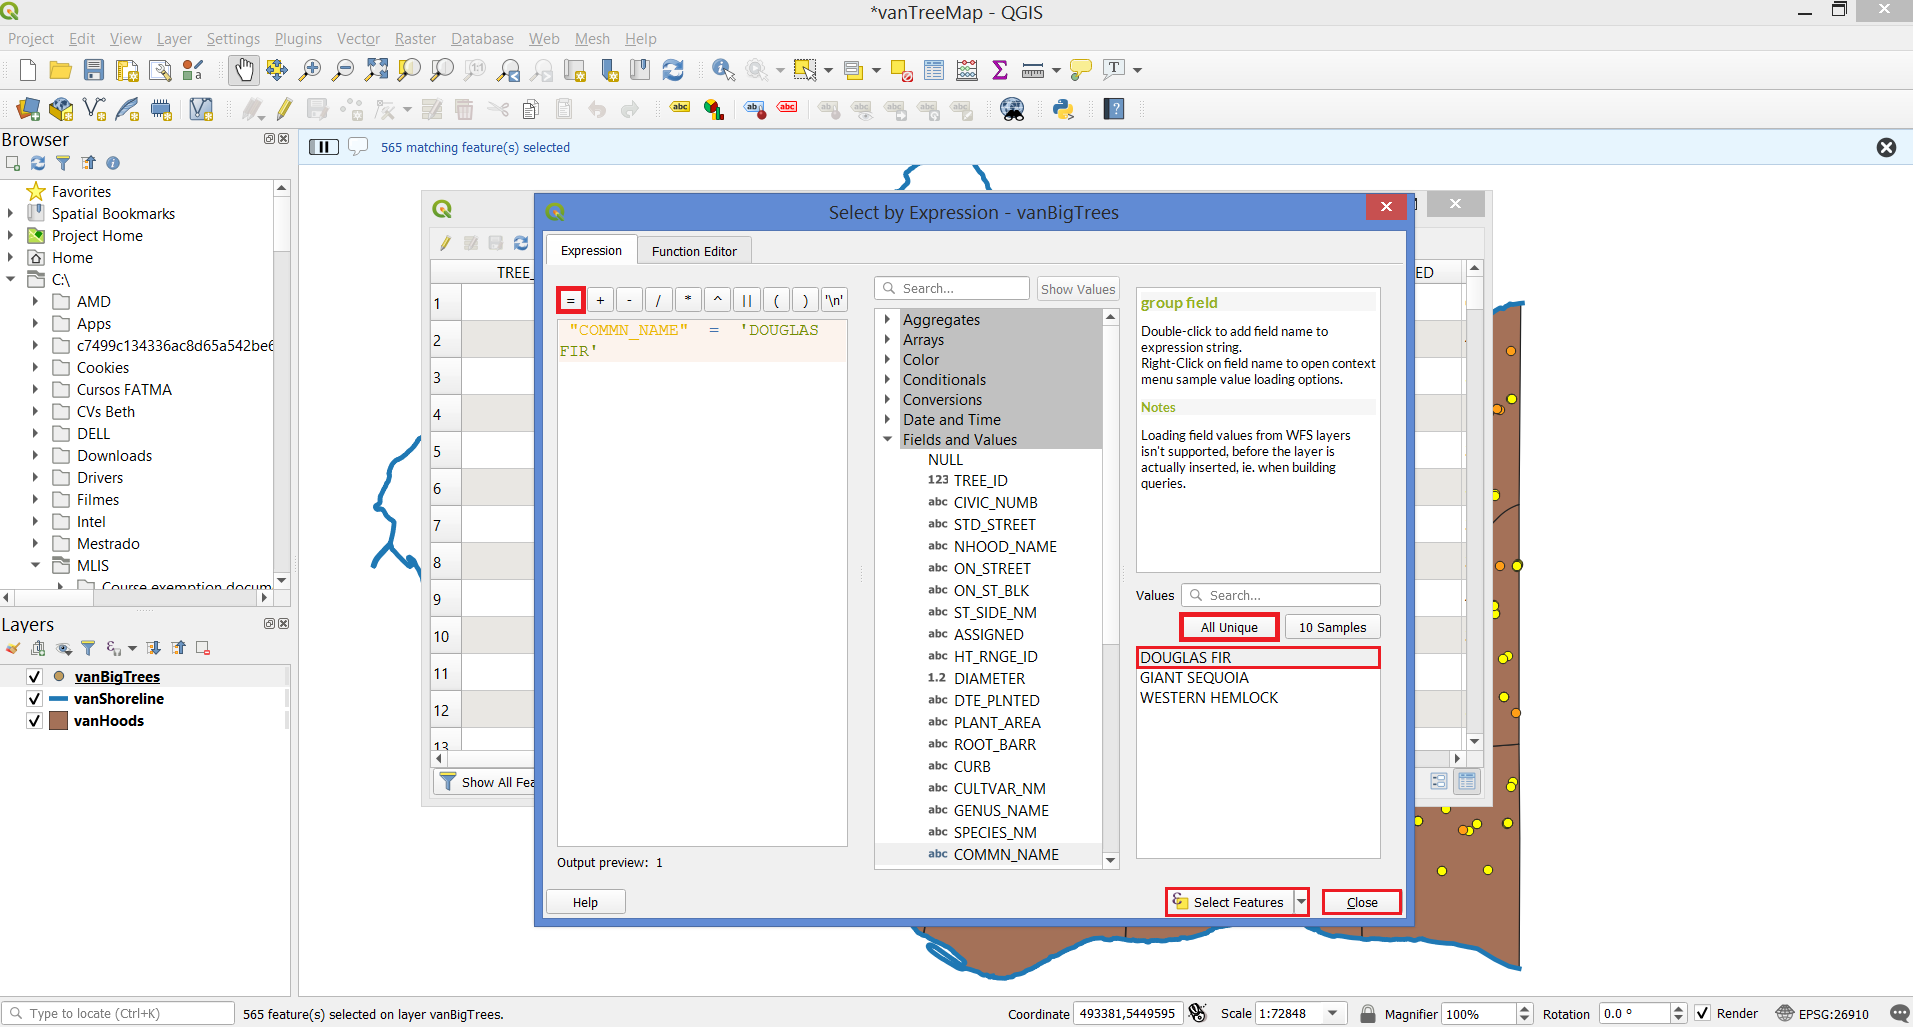 *vanTreeMap - QGIS
Project Edit View Layer Settings Plugins Vector Raster Database Web Mesh Help
Browser
565 matching feature(s) selected
Favorites
Spatial Bookmarks
Project Home
Home
C:\
AMD
Apps
c7499c134336ac8d65a542be6
Cookies
Cursos FATMA
CVs Beth
DELL
Downloads
Drivers
Filmes
Intel
Mestrado
MLIS
Course exemption docum
Layers
vanBigTrees
vanShoreline
vanHoods
TREE_
1
2
3
4
5
6
7
8
9
10
11
12
13
Show All Fea
ED
Select by Expression - vanBigTrees
Expression Function Editor
= + - / * ^ || ( ) '\n'
"COMMN_NAME" = 'DOUGLAS
FIR'
Output preview: 1
Help
Search... Show Values
Aggregates
Arrays
Color
Conditionals
Conversions
Date and Time
Fields and Values
NULL
123 TREE_ID
abc CIVIC_NUMB
abc STD_STREET
abc NHOOD_NAME
abc ON_STREET
abc ON_ST_BLK
abc ST_SIDE_NM
abc ASSIGNED
abc HT_RNGE_ID
1.2 DIAMETER
abc DTE_PLNTED
abc PLANT_AREA
abc ROOT_BARR
abc CURB
abc CULTVAR_NM
abc GENUS_NAME
abc SPECIES_NM
abc COMMN_NAME
group field
Double-click to add field name to
expression string.
Right-Click on field name to open context
menu sample value loading options.
Notes
Loading field values from WFS layers
isn't supported, before the layer is
actually inserted, ie. when building
queries.
Values Search...
All Unique 10 Samples
DOUGLAS FIR
GIANT SEQUOIA
WESTERN HEMLOCK
Select Features Close
Type to locate (Ctrl+K) 565 feature(s) selected on layer vanBigTrees. Coordinate 493381,5449595 Scale 1:72848 Magnifier 100% Rotation 0.0 ° Render EPSG:26910